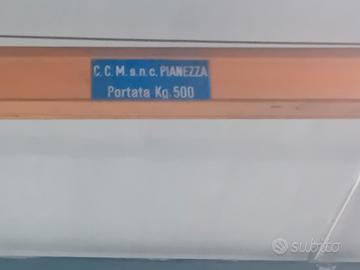 C.C.M. s.n.c. PIANEZZA
Portata Kg. 500
subito